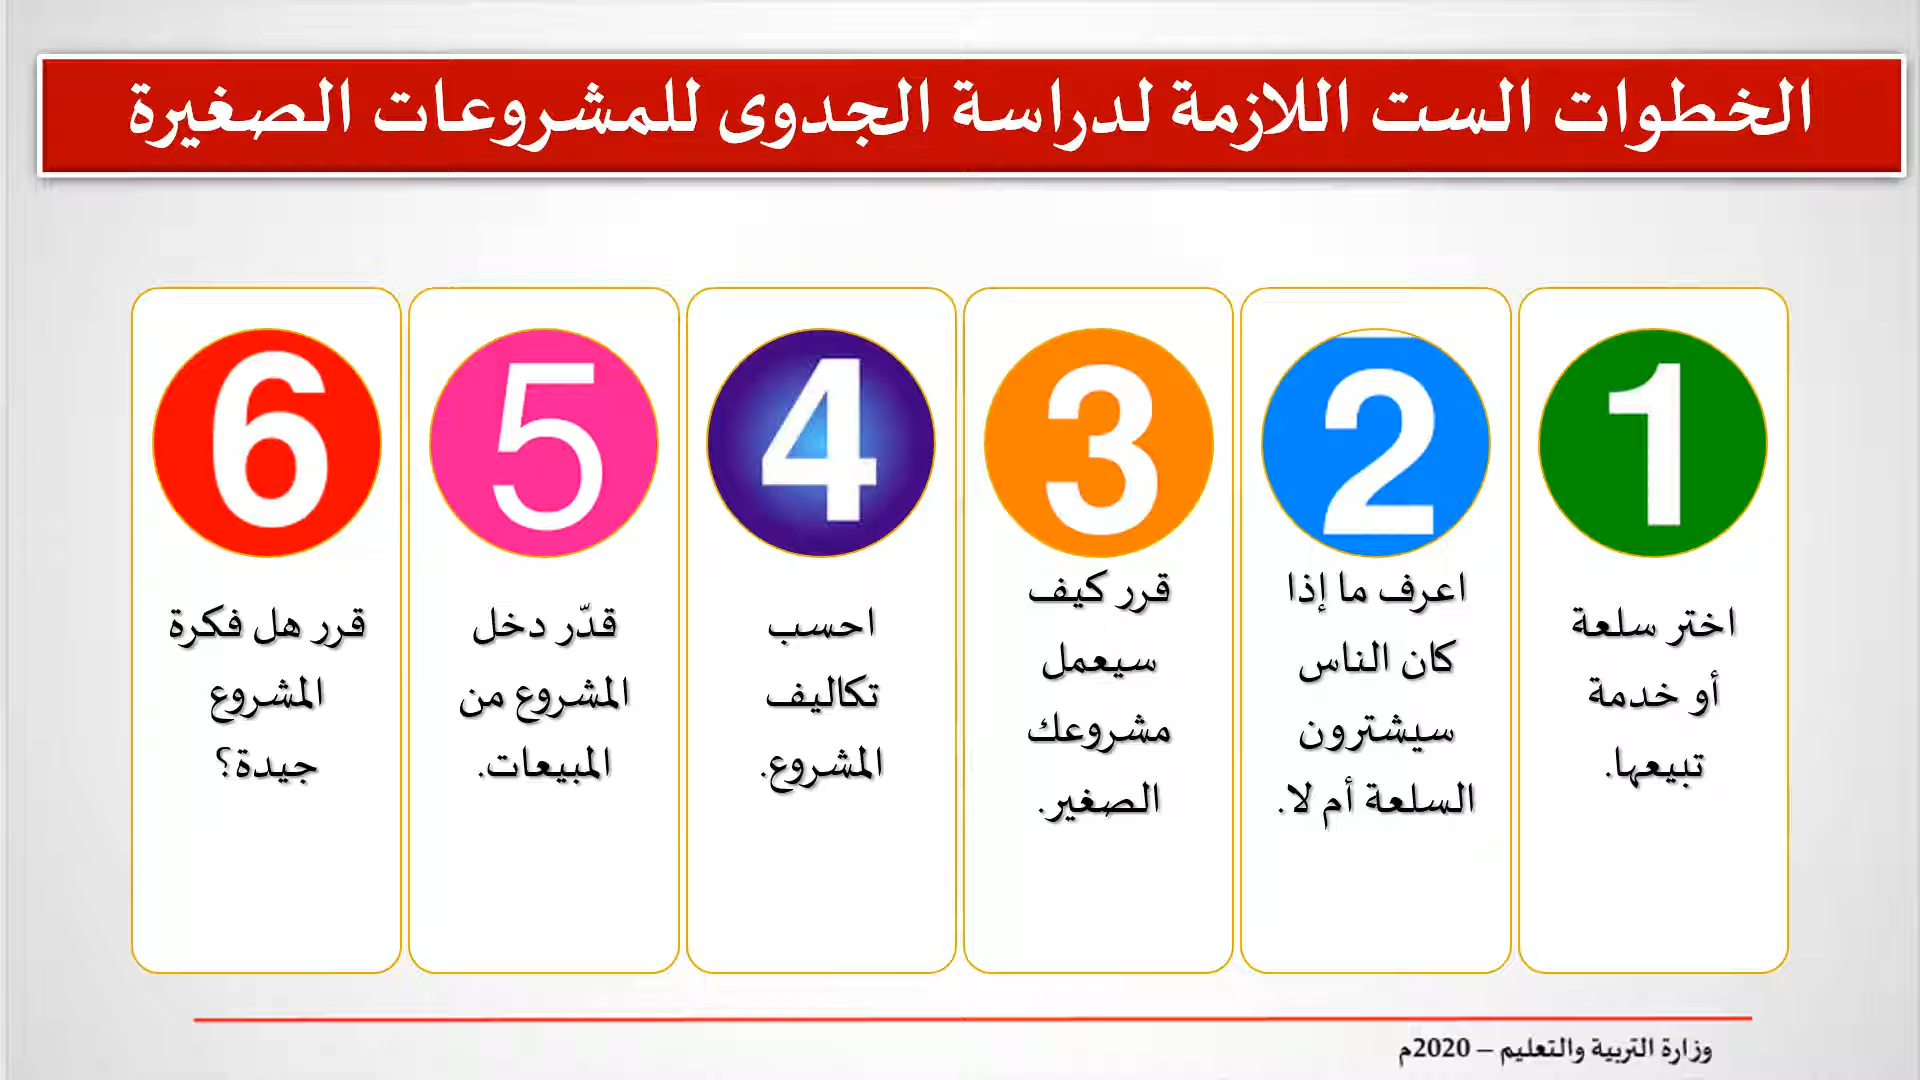 الخطوات الست اللازمة لدراسة الجدوى للمشروعات الصغيرة
1
اختر سلعة
أو خدمة
تبيعها.
2
اعرف ما إذا
كان الناس
سيشترون
السلعة أم لا.
3
قرر كيف
سيعمل
مشروعك
الصغير.
4
احسب
تكاليف
المشروع.
5
قدّر دخل
المشروع من
المبيعات.
6
قرر هل فكرة
المشروع
جيدة؟
وزارة التربية والتعليم – 2020م